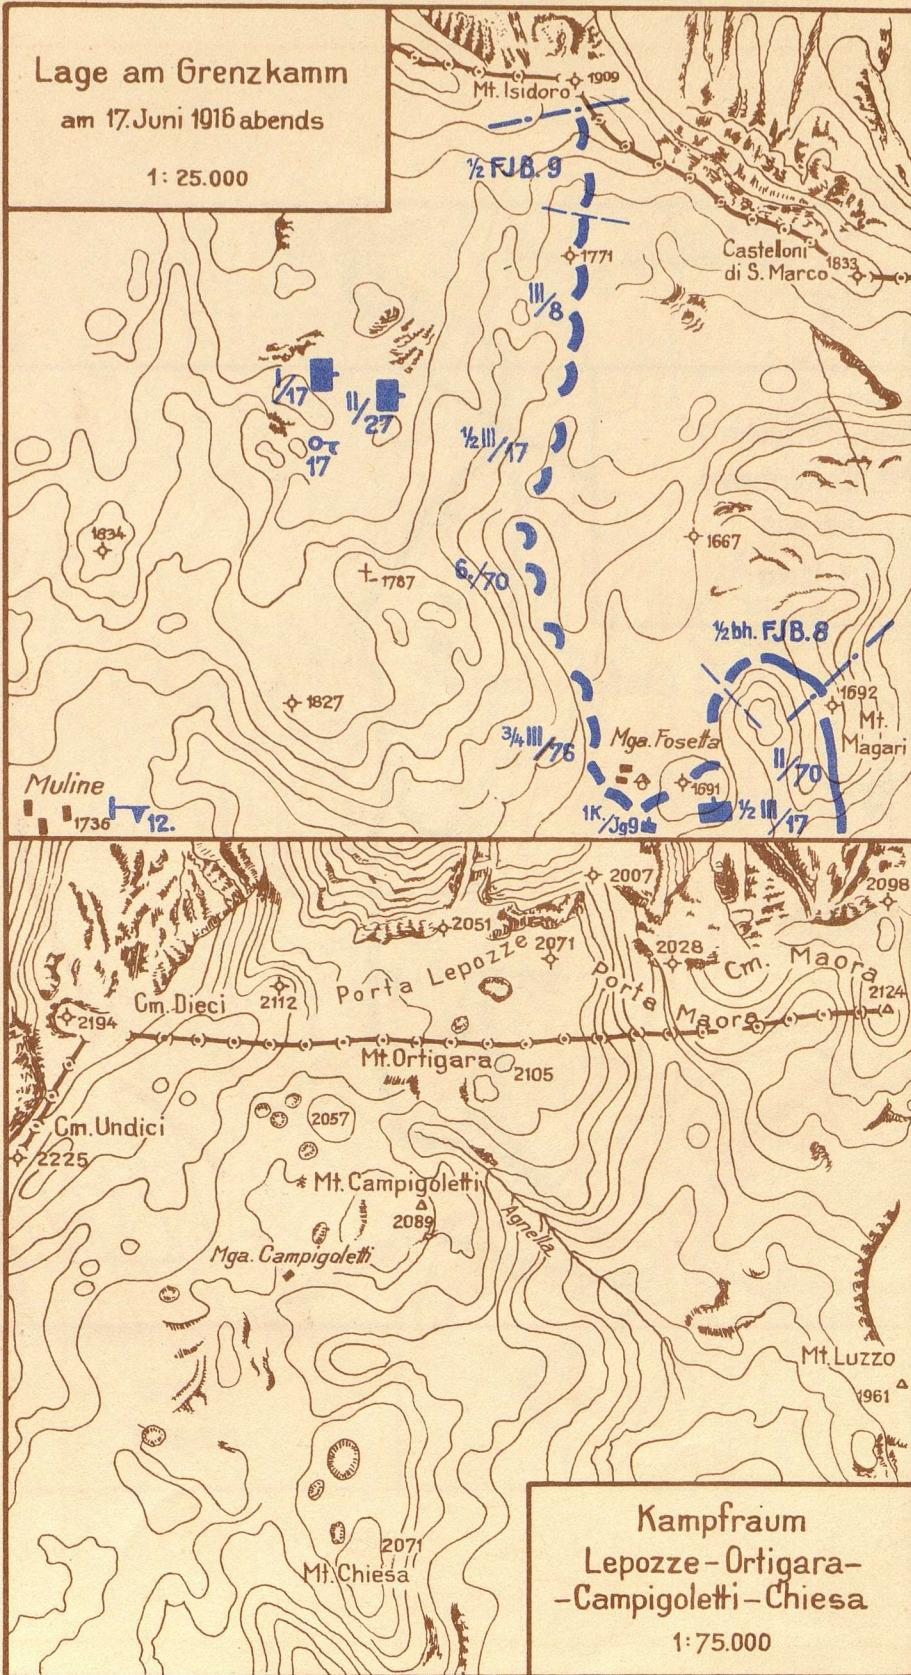 Lage am Grenzkamm
am 17. Juni 1916 abends
1:25.000
Mt. Isidoro
1909
½ FJB. 9
1771
Castelloni
di S. Marco
1833
III/8
I/17
II/27
17
½ III/17
1834
1787
6./70
1667
½ bh. FJB. 8
1827
1692
Mt.
Magari
¾ III/76
Mga. Fosetta
II/70
1691
Muline
1736
12.
1K./Jg9
½ III/17
2007
2098
2051
2071
2028
Porta Lepozze
Cm. Maora
Porta Maora
2112
Cm. Dieci
2194
2124
Mt. Ortigara
2105
2057
Cm. Undici
2225
Mt. Campigoletti
2089
Agnella
Mga. Campigoletti
Mt. Luzzo
1961
2071
Mt. Chiesa
Kampfraum
Lepozze-Ortigara-
-Campigoletti-Chiesa
1:75.000